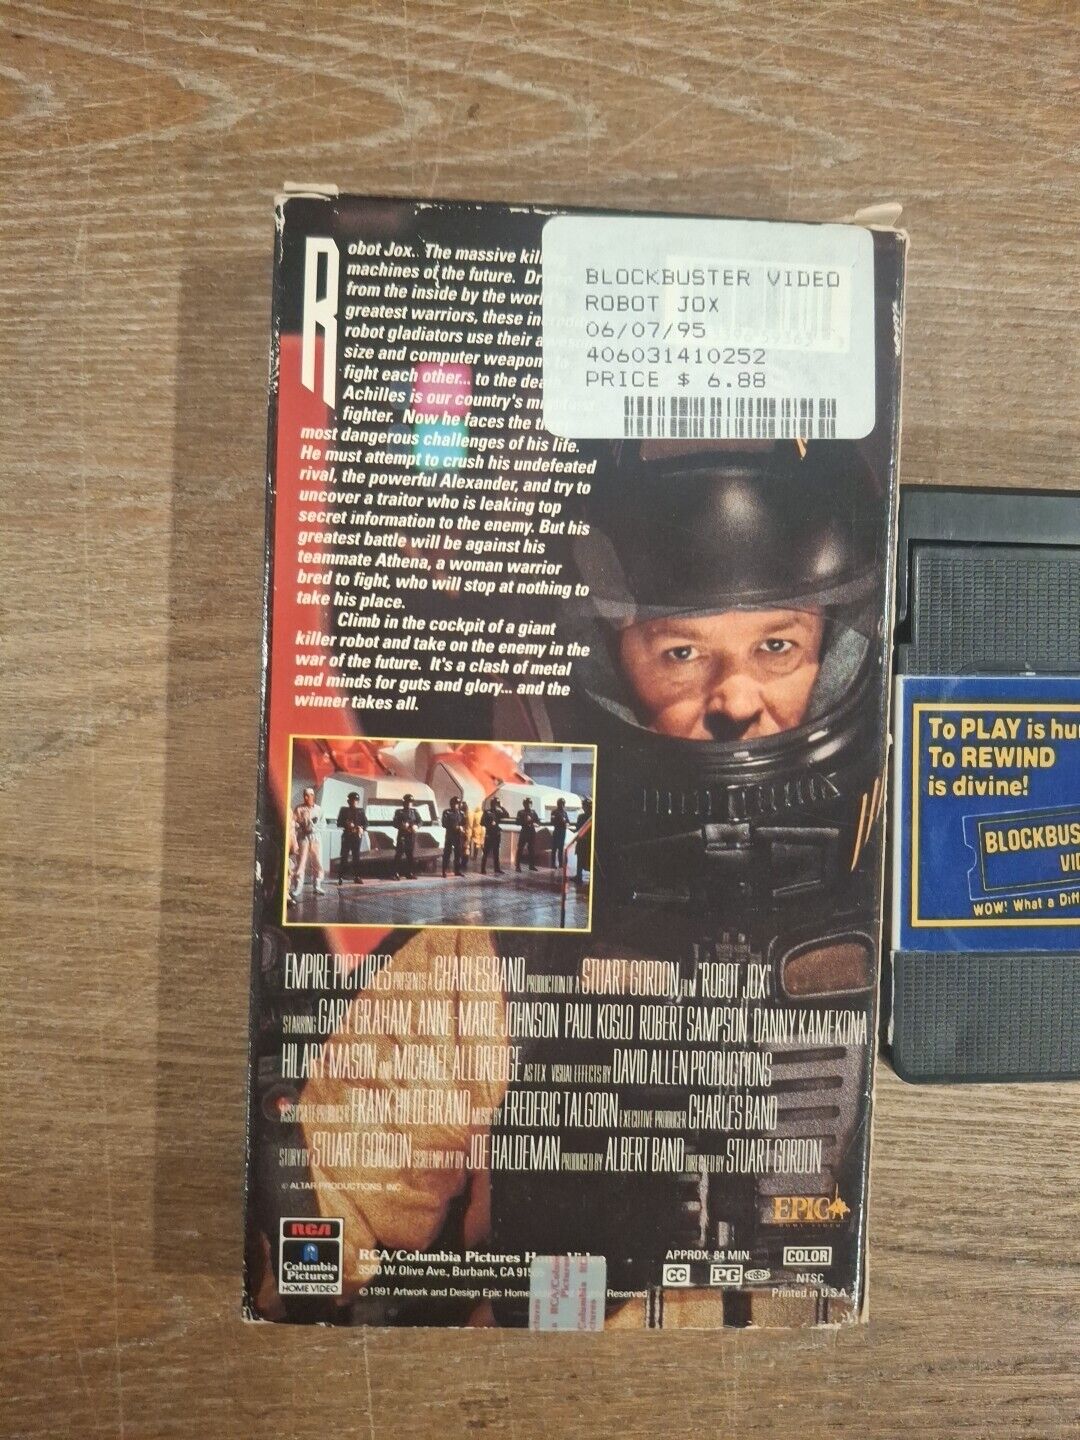 Robot Jox. The massive
machines of the future.
from the inside by the
greatest warriors, these
robot gladiators use their
size and computer weapons
fight each other... to the
Achilles is our country's
fighter. Now he faces the
most dangerous challenges of his life.
He must attempt to crush his undefeated
rival, the powerful Alexander, and try to
uncover a traitor who is leaking top
secret information to the enemy. But his
greatest battle will be against his
teammate Athena, a woman warrior
bred to fight, who will stop at nothing to
take his place.
Climb in the cockpit of a giant
killer robot and take on the enemy in the
war of the future. It's a clash of metal
and minds for guts and glory... and the
winner takes all.
BLOCKBUSTER VIDEO
ROBOT JOX
06/07/95
406031410252
PRICE $ 6.88
To PLAY is
To REWIND
is divine!
WOW! What a
EMPIRE PICTURES PRESENTS A CHARLES BAND PRODUCTION OF A STUART GORDON FILM "ROBOT JOX"
STARRING GARY GRAHAM ANNE-MARIE JOHNSON PAUL KOSLO ROBERT SAMPSON DANNY KAMEKONA
HILARY MASON AND MICHAEL ALLDREDGE AS TEX VISUAL EFFECTS BY DAVID ALLEN PRODUCTIONS
ASSOCIATE PRODUCER FRANK HILDEBRAND MUSIC BY FREDERIC TALGORN EXECUTIVE PRODUCER CHARLES BAND
STORY BY STUART GORDON SCREENPLAY BY JOE HALDEMAN PRODUCED BY ALBERT BAND DIRECTED BY STUART GORDON
© ALTAR PRODUCTIONS, INC.
EPIC
HOME VIDEO
RCA
Columbia
Pictures
HOME VIDEO
RCA/Columbia Pictures Home Video
3500 W. Olive Ave., Burbank, CA
© 1991 Artwork and Design Epic Home Reserved.
APPROX. 84 MIN.
CC PG
COLOR
NTSC
Printed in U.S.A.